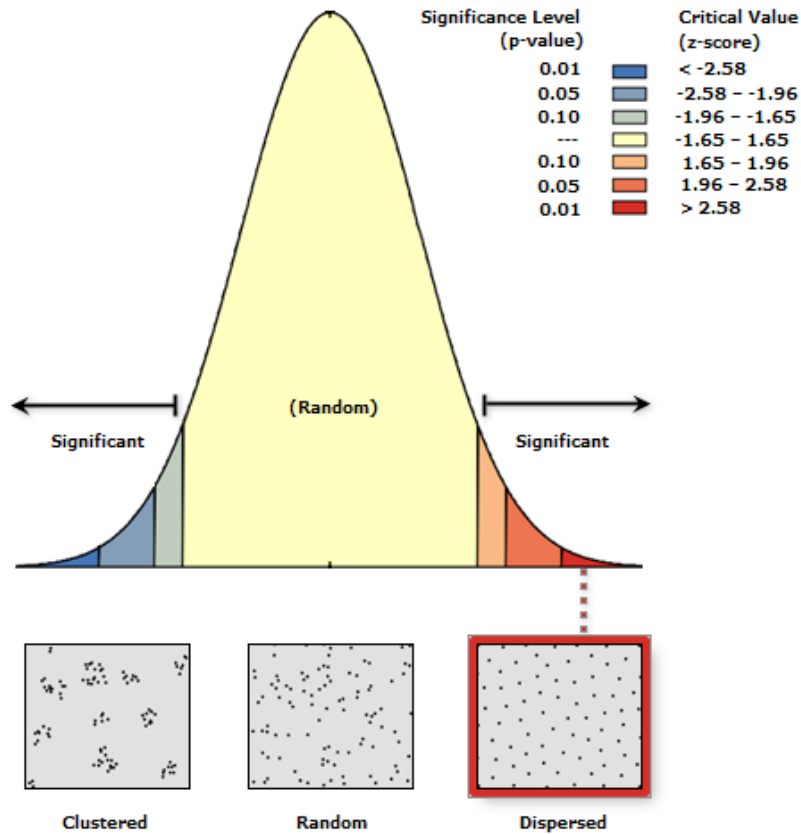 Significance Level Critical Value
(p-value) (z-score)
0.01 < -2.58
0.05 -2.58 – -1.96
0.10 -1.96 – -1.65
--- -1.65 – 1.65
0.10 1.65 – 1.96
0.05 1.96 – 2.58
0.01 > 2.58
(Random)
Significant Significant
Clustered Random Dispersed